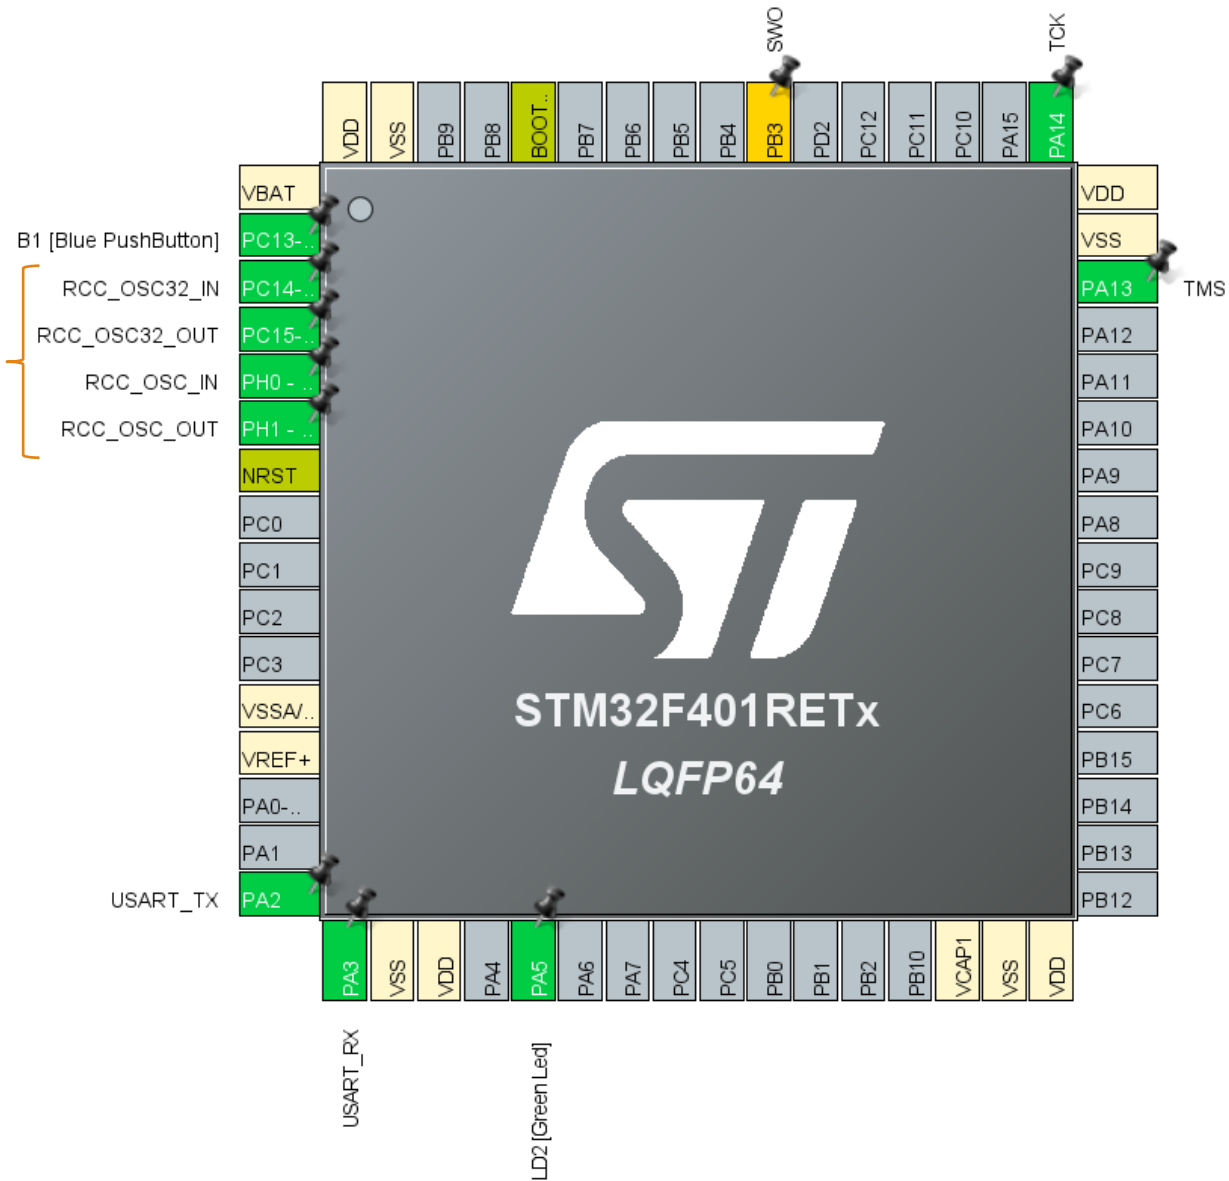 SWO
TCK
VDD
VSS
PB9
PB8
BOOT..
PB7
PB6
PB5
PB4
PB3
PD2
PC12
PC11
PC10
PA15
PA14
VBAT
B1 [Blue PushButton]
PC13-..
RCC_OSC32_IN
PC14-..
RCC_OSC32_OUT
PC15-..
RCC_OSC_IN
PH0 - ..
RCC_OSC_OUT
PH1 - ..
NRST
PC0
PC1
PC2
PC3
VSSA/..
VREF+
PA0-..
PA1
USART_TX
PA2
VDD
VSS
PA13
TMS
PA12
PA11
PA10
PA9
PA8
PC9
PC8
PC7
PC6
PB15
PB14
PB13
PB12
ST
STM32F401RETx
LQFP64
PA3
VSS
VDD
PA4
PA5
PA6
PA7
PC4
PC5
PB0
PB1
PB2
PB10
VCAP1
VSS
VDD
USART_RX
LD2 [Green Led]